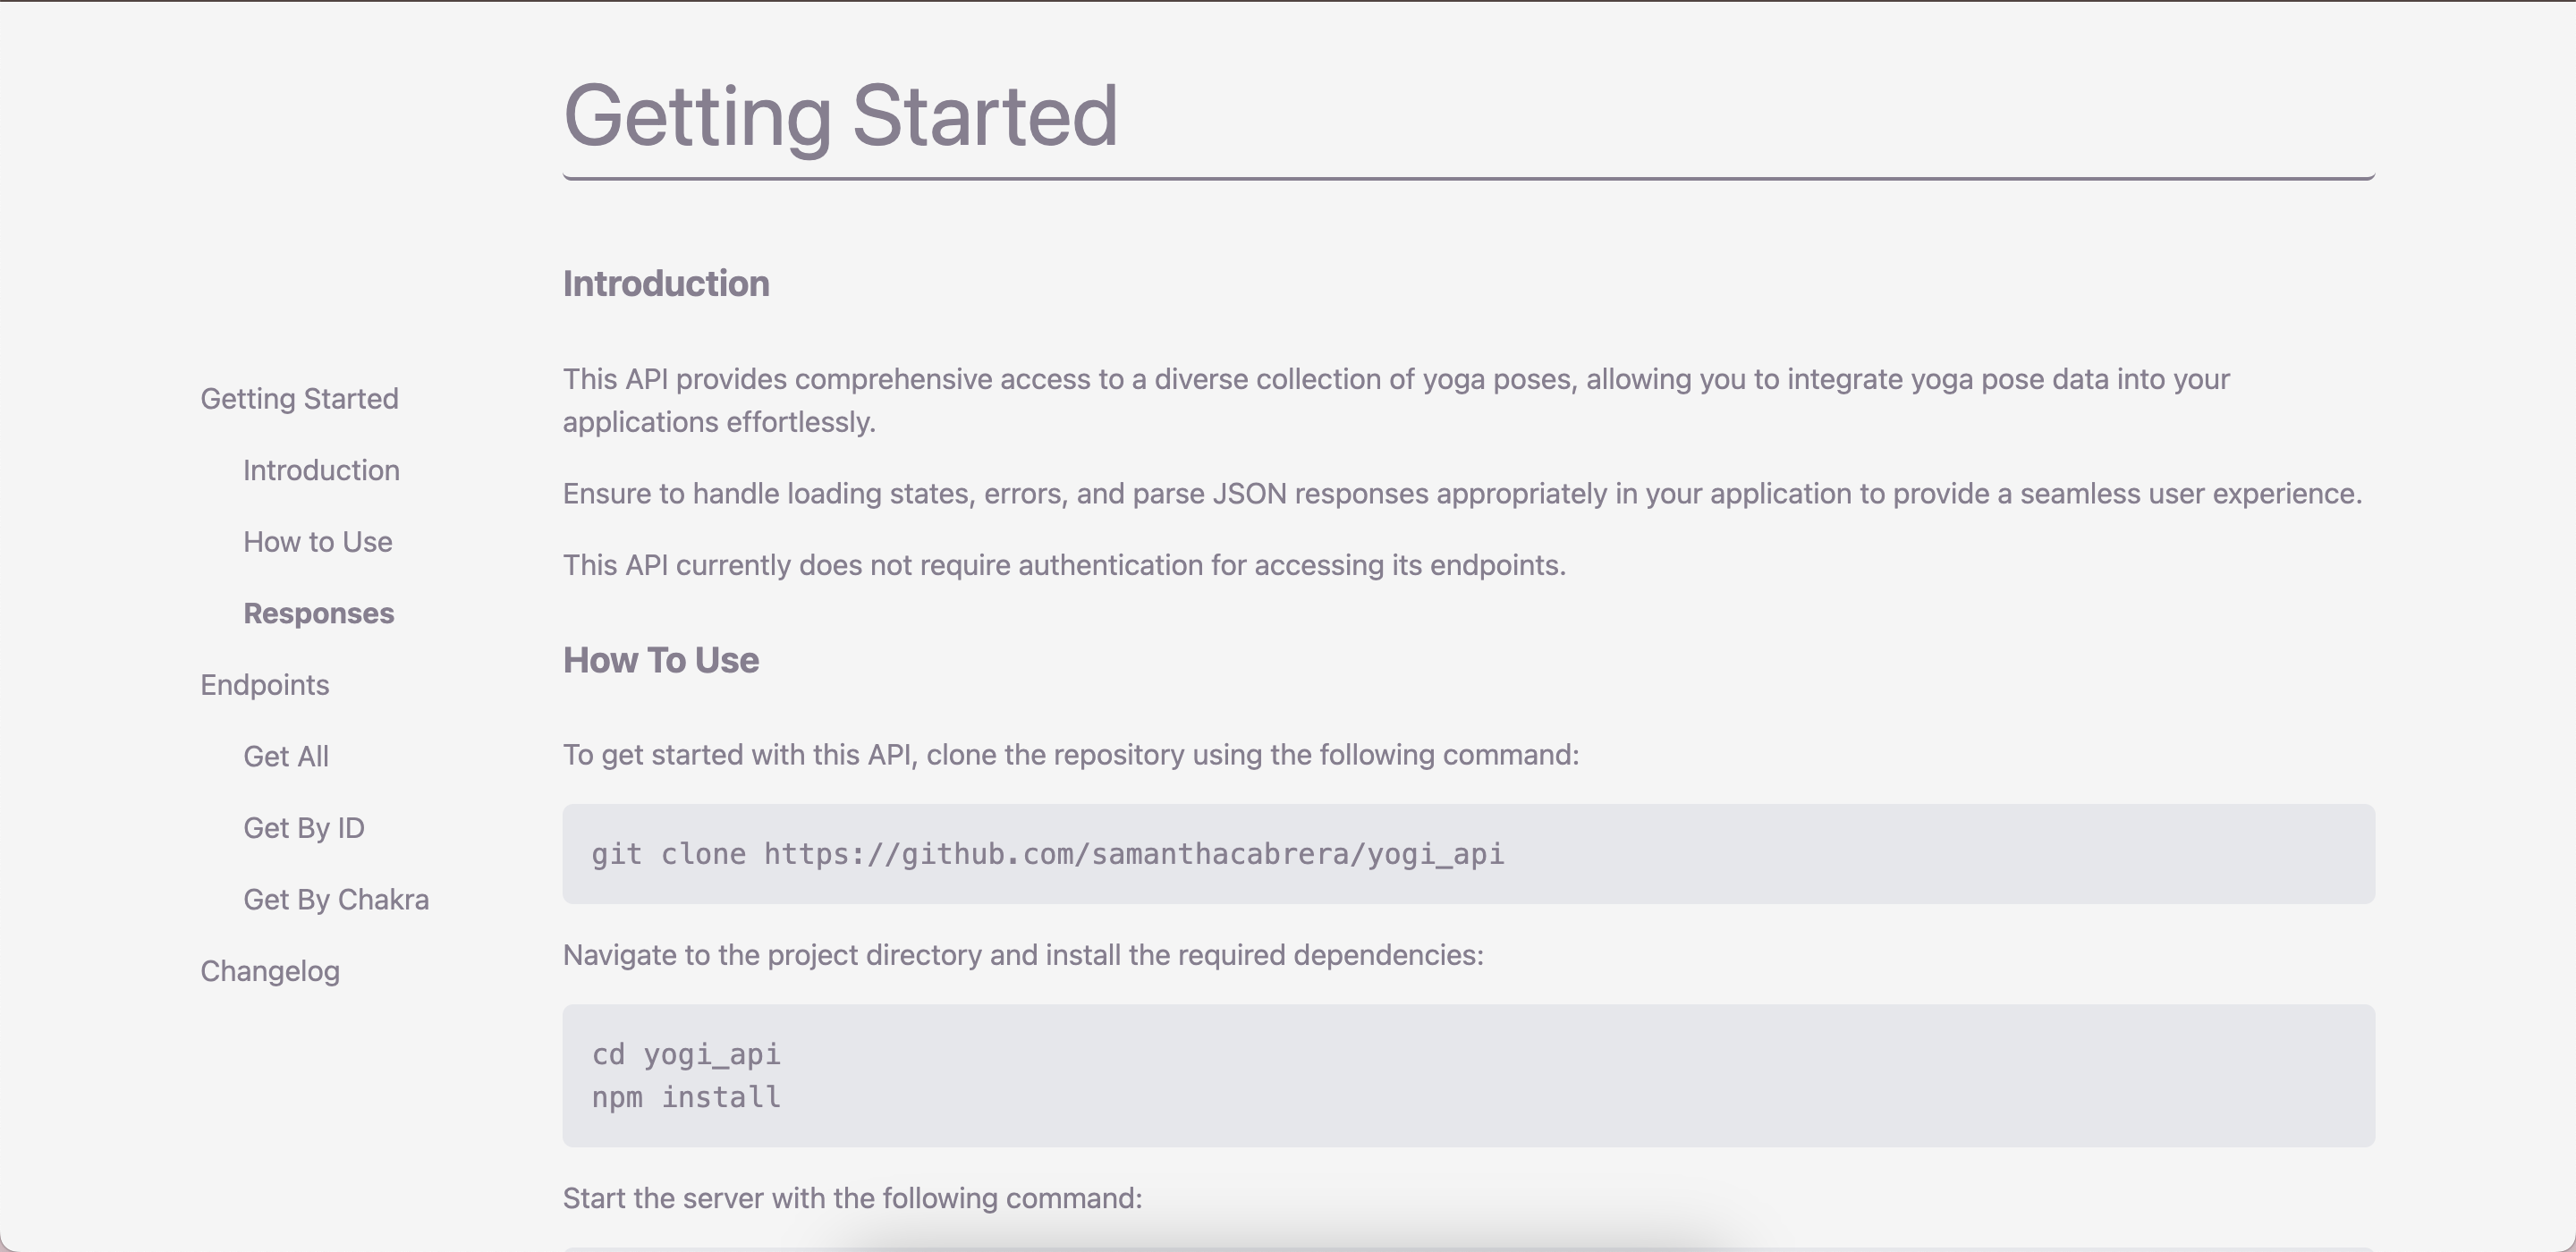 Getting Started
Introduction
How to Use
Responses
Endpoints
Get All
Get By ID
Get By Chakra
Changelog
Getting Started
Introduction
This API provides comprehensive access to a diverse collection of yoga poses, allowing you to integrate yoga pose data into your
applications effortlessly.
Ensure to handle loading states, errors, and parse JSON responses appropriately in your application to provide a seamless user experience.
This API currently does not require authentication for accessing its endpoints.
How To Use
To get started with this API, clone the repository using the following command:
git clone https://github.com/samanthacabrera/yogi_api
Navigate to the project directory and install the required dependencies:
cd yogi_api
npm install
Start the server with the following command: